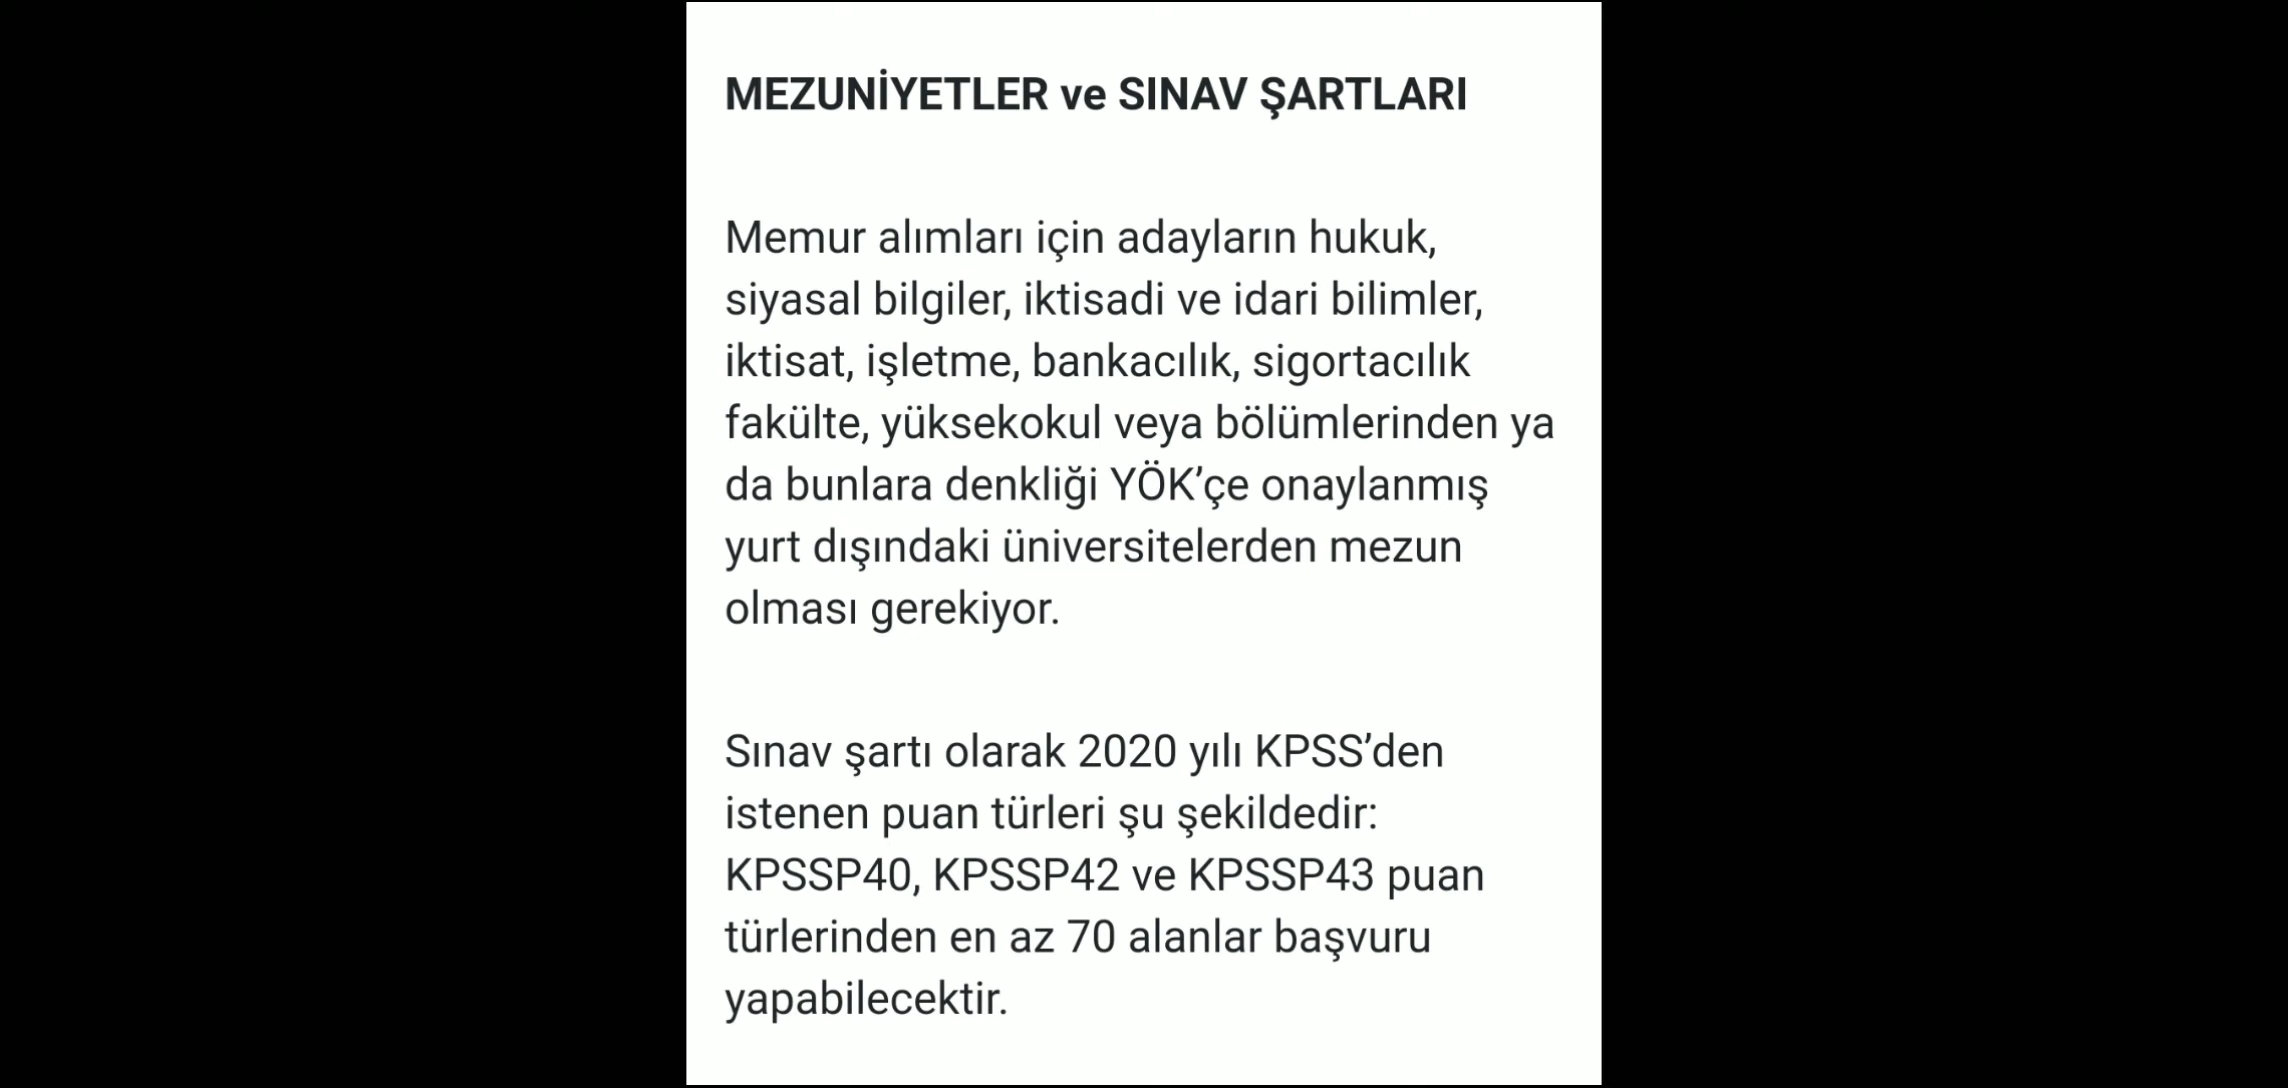 MEZUNİYETLER ve SINAV ŞARTLARI
Memur alımları için adayların hukuk,
siyasal bilgiler, iktisadi ve idari bilimler,
iktisat, işletme, bankacılık, sigortacılık
fakülte, yüksekokul veya bölümlerinden ya
da bunlara denkliği YÖK’çe onaylanmış
yurt dışındaki üniversitelerden mezun
olması gerekiyor.
Sınav şartı olarak 2020 yılı KPSS’den
istenen puan türleri şu şekildedir:
KPSSP40, KPSSP42 ve KPSSP43 puan
türlerinden en az 70 alanlar başvuru
yapabilecektir.